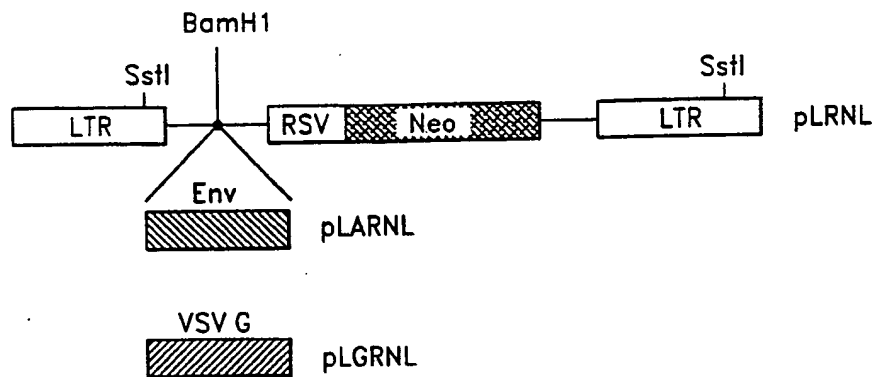 BamH1
SstI
SstI
LTR
RSV
Neo
LTR
pLRNL
Env
pLARNL
VSV G
pLGRNL